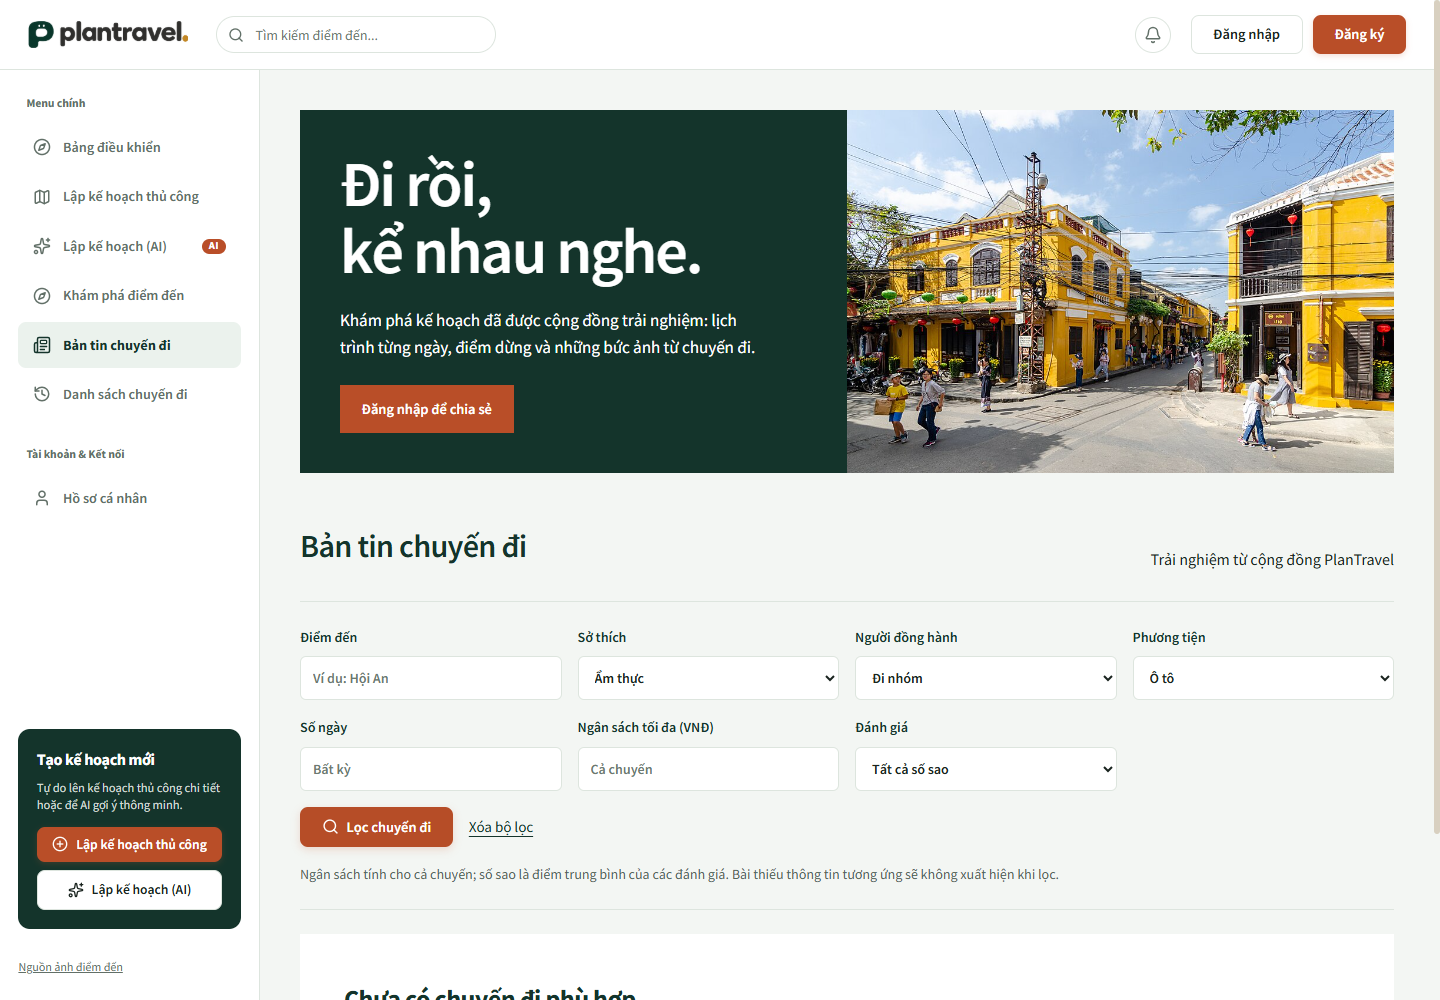 plantravel.
Tìm kiếm điểm đến...
Đăng nhập
Đăng ký
Menu chính
Bảng điều khiển
Lập kế hoạch thủ công
Lập kế hoạch (AI)
AI
Khám phá điểm đến
Bản tin chuyến đi
Danh sách chuyến đi
Tài khoản & Kết nối
Hồ sơ cá nhân
Tạo kế hoạch mới
Tự do lên kế hoạch thủ công chi tiết
hoặc để AI gợi ý thông minh.
Lập kế hoạch thủ công
Lập kế hoạch (AI)
Nguồn ảnh điểm đến
Đi rồi,
kể nhau nghe.
Khám phá kế hoạch đã được cộng đồng trải nghiệm: lịch
trình từng ngày, điểm dừng và những bức ảnh từ chuyến đi.
Đăng nhập để chia sẻ
Bản tin chuyến đi
Trải nghiệm từ cộng đồng PlanTravel
Điểm đến
Sở thích
Người đồng hành
Phương tiện
Ví dụ: Hội An
Ẩm thực
Đi nhóm
Ô tô
Số ngày
Ngân sách tối đa (VNĐ)
Đánh giá
Bất kỳ
Cả chuyến
Tất cả số sao
Lọc chuyến đi
Xóa bộ lọc
Ngân sách tính cho cả chuyến; số sao là điểm trung bình của các đánh giá. Bài thiếu thông tin tương ứng sẽ không xuất hiện khi lọc.
Chưa có chuyến đi phù hợp